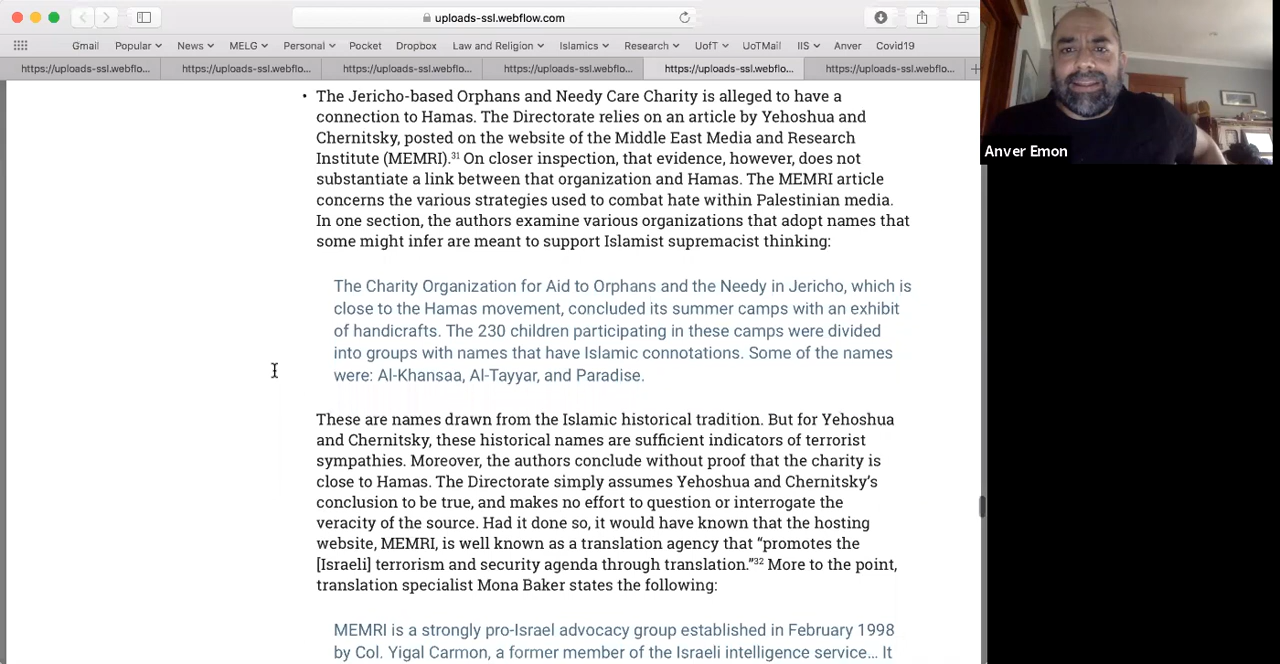 uploads-ssl.webflow.com
Gmail Popular News MELG Personal Pocket Dropbox Law and Religion Islamics Research UofT UoTMail IIS Anver Covid19
https://uploads-ssl.webflo... https://uploads-ssl.webflo... https://uploads-ssl.webflo... https://uploads-ssl.webflo... https://uploads-ssl.webflo... https://uploads-ssl.webflo...
• The Jericho-based Orphans and Needy Care Charity is alleged to have a
connection to Hamas. The Directorate relies on an article by Yehoshua and
Chernitsky, posted on the website of the Middle East Media and Research
Institute (MEMRI).31 On closer inspection, that evidence, however, does not
substantiate a link between that organization and Hamas. The MEMRI article
concerns the various strategies used to combat hate within Palestinian media.
In one section, the authors examine various organizations that adopt names that
some might infer are meant to support Islamist supremacist thinking:
The Charity Organization for Aid to Orphans and the Needy in Jericho, which is
close to the Hamas movement, concluded its summer camps with an exhibit
of handicrafts. The 230 children participating in these camps were divided
into groups with names that have Islamic connotations. Some of the names
were: Al-Khansaa, Al-Tayyar, and Paradise.
These are names drawn from the Islamic historical tradition. But for Yehoshua
and Chernitsky, these historical names are sufficient indicators of terrorist
sympathies. Moreover, the authors conclude without proof that the charity is
close to Hamas. The Directorate simply assumes Yehoshua and Chernitsky’s
conclusion to be true, and makes no effort to question or interrogate the
veracity of the source. Had it done so, it would have known that the hosting
website, MEMRI, is well known as a translation agency that “promotes the
[Israeli] terrorism and security agenda through translation.”32 More to the point,
translation specialist Mona Baker states the following:
MEMRI is a strongly pro-Israel advocacy group established in February 1998
by Col. Yigal Carmon, a former member of the Israeli intelligence service... It
Anver Emon